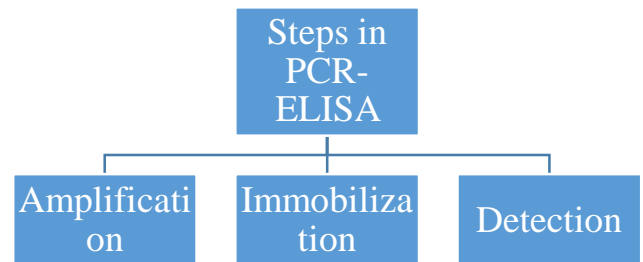 Steps in
PCR-
ELISA
Amplificati
on
Immobiliza
tion
Detection